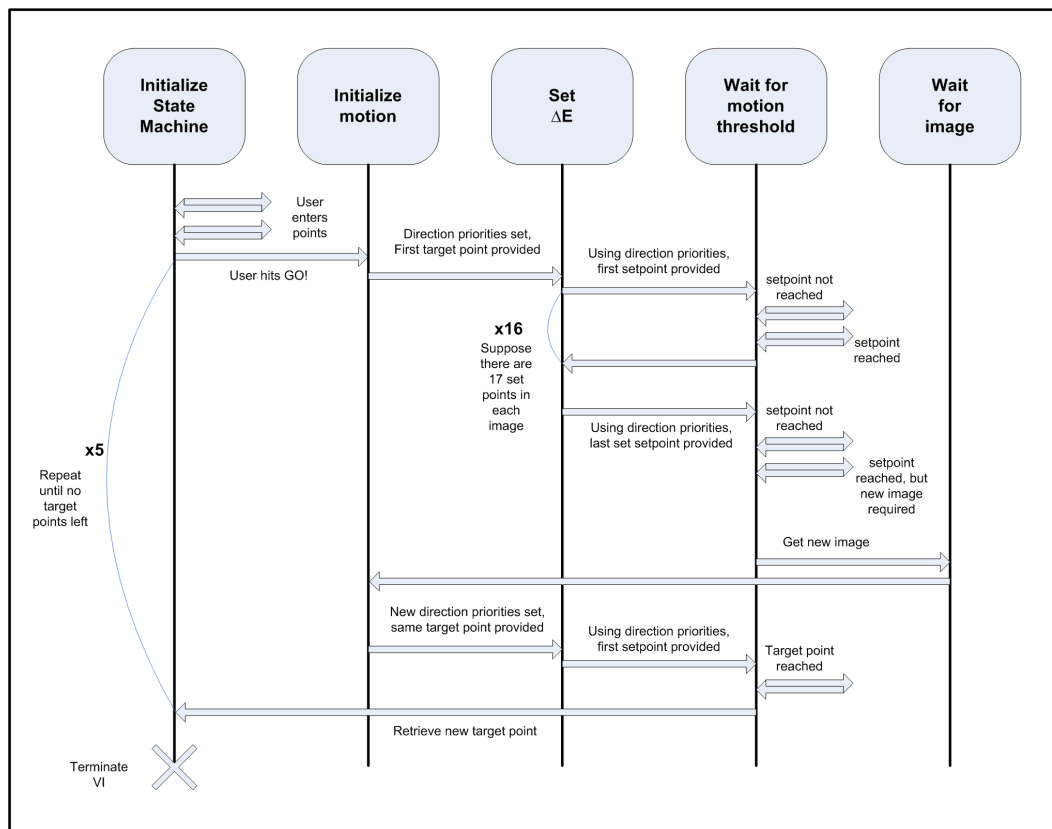 Initialize
State
Machine
Initialize
motion
Set
ΔE
Wait for
motion
threshold
Wait
for
image
User
enters
points
User hits GO!
Direction priorities set,
First target point provided
Using direction priorities,
first setpoint provided
setpoint not
reached
x16
Suppose
there are
17 set
points in
each
image
setpoint
reached
Using direction priorities,
last set setpoint provided
setpoint not
reached
setpoint
reached, but
new image
required
x5
Repeat
until no
target
points left
Get new image
New direction priorities set,
same target point provided
Using direction priorities,
first setpoint provided
Target point
reached
Retrieve new target point
Terminate
VI